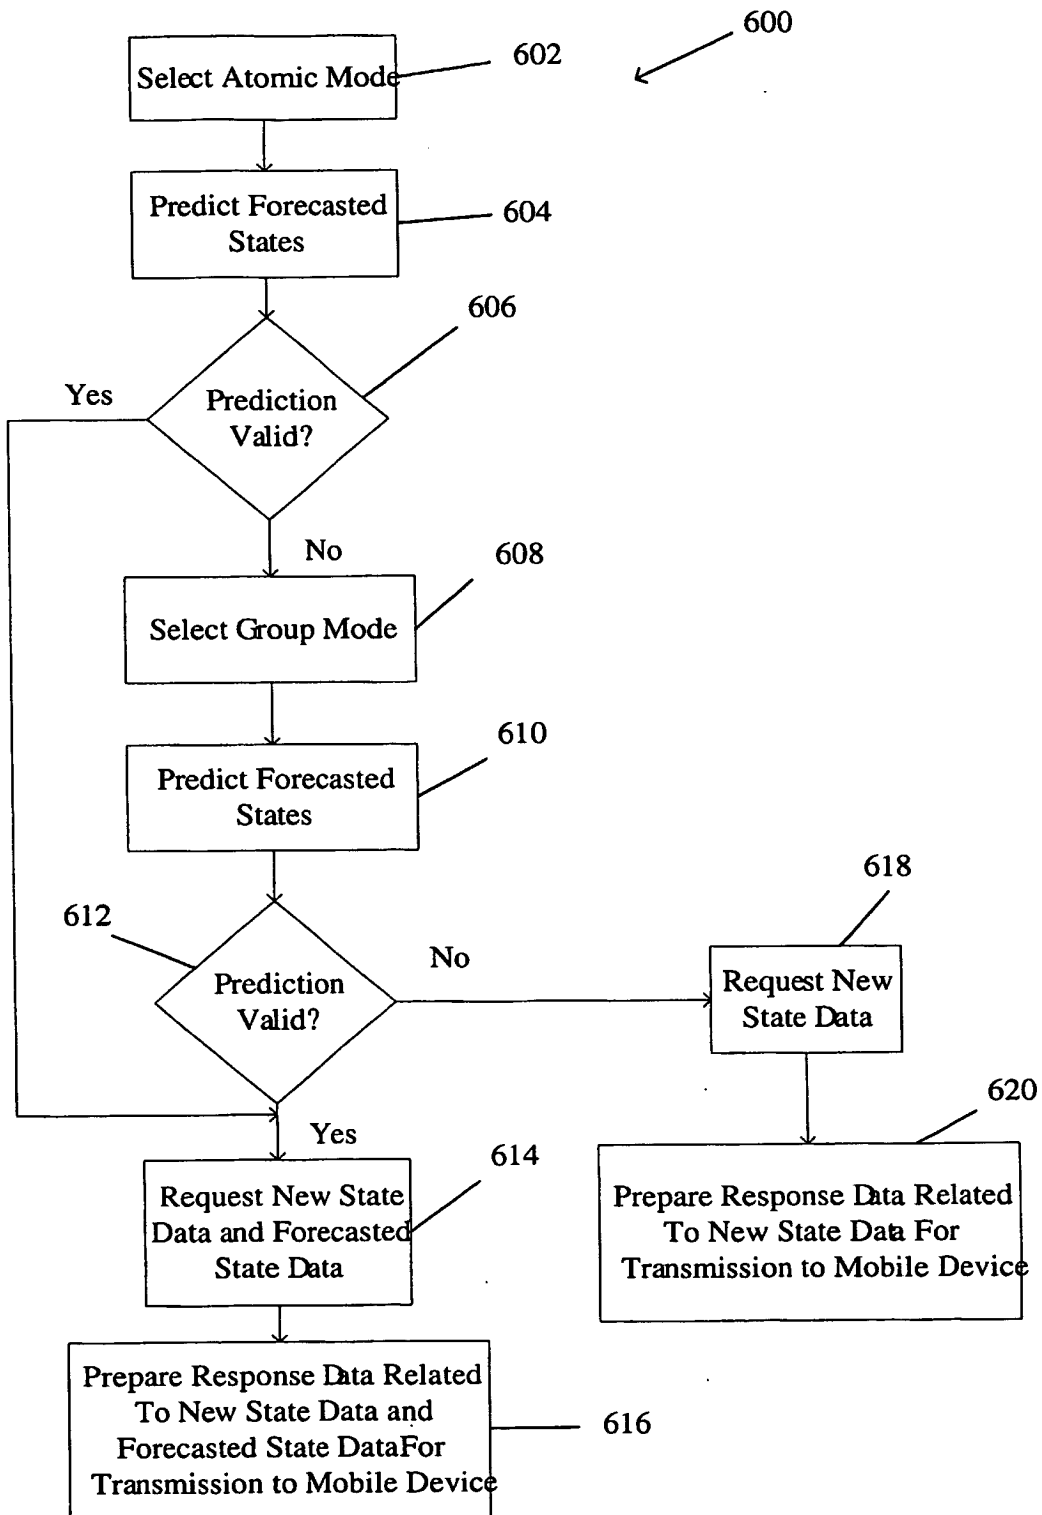 600
Select Atomic Mode
602
Predict Forecasted
States
604
606
Yes
Prediction
Valid?
No
608
Select Group Mode
610
Predict Forecasted
States
612
Prediction
Valid?
No
618
Request New
State Data
Yes
620
Prepare Response Data Related
To New State Data For
Transmission to Mobile Device
614
Request New State
Data and Forecasted
State Data
Prepare Response Data Related
To New State Data and
Forecasted State DataFor
Transmission to Mobile Device
616